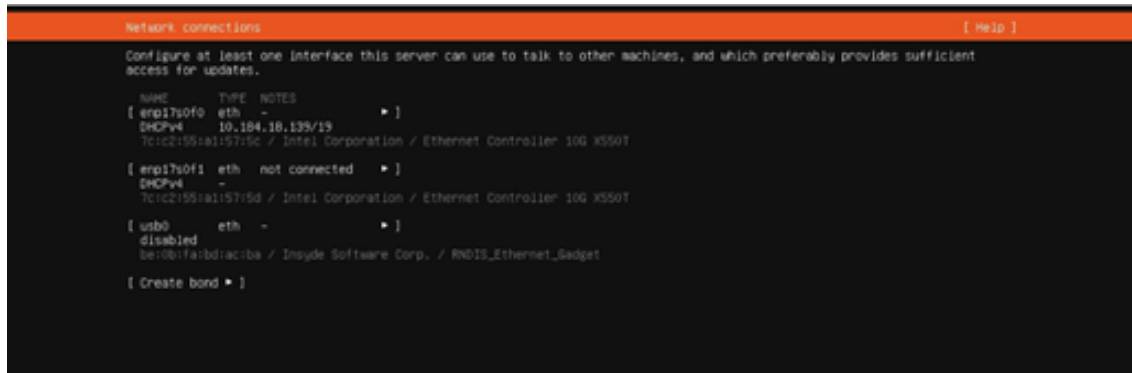 Network connections [ Help ]
Configure at least one interface this server can use to talk to other machines, and which preferably provides sufficient
access for updates.
NAME TYPE NOTES
[ enp17s0f0 eth - ▸ ]
DHCPv4 10.184.18.139/19
7c:c2:55:a1:57:5c / Intel Corporation / Ethernet Controller 10G X550T
[ enp17s0f1 eth not connected ▸ ]
DHCPv4 -
7c:c2:55:a1:57:5d / Intel Corporation / Ethernet Controller 10G X550T
[ usb0 eth - ▸ ]
disabled
be:0b:fa:bd:ac:ba / Insyde Software Corp. / RNDIS_Ethernet_Gadget
[ Create bond ▸ ]